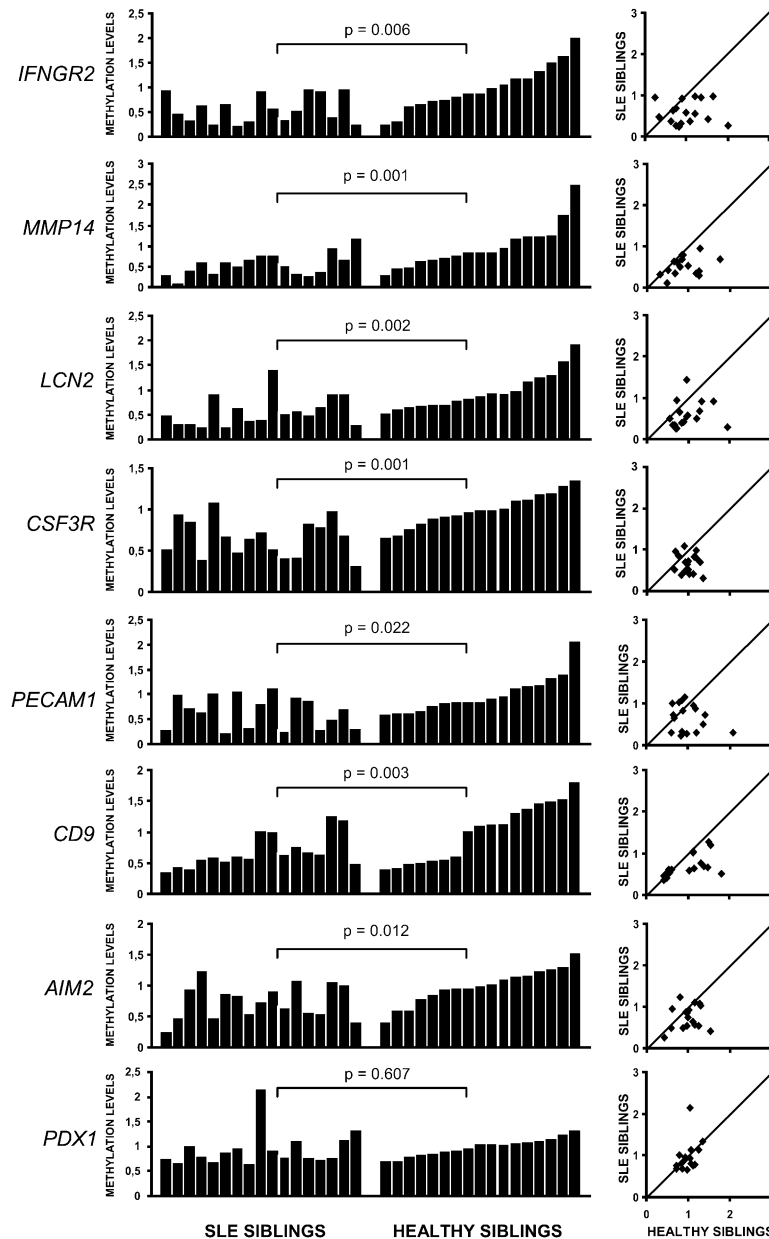 IFNGR2
METHYLATION LEVELS
2,5
2
1,5
1
0,5
0
p = 0.006
SLE SIBLINGS
3
2
1
0
MMP14
METHYLATION LEVELS
3
2,5
2
1,5
1
0,5
0
p = 0.001
SLE SIBLINGS
3
2
1
0
LCN2
METHYLATION LEVELS
2,5
2
1,5
1
0,5
0
p = 0.002
SLE SIBLINGS
3
2
1
0
CSF3R
METHYLATION LEVELS
1,5
1
0,5
0
p = 0.001
SLE SIBLINGS
3
2
1
0
PECAM1
METHYLATION LEVELS
2,5
2
1,5
1
0,5
0
p = 0.022
SLE SIBLINGS
3
2
1
0
CD9
METHYLATION LEVELS
2
1,5
1
0,5
0
p = 0.003
SLE SIBLINGS
3
2
1
0
AIM2
METHYLATION LEVELS
2
1,5
1
0,5
0
p = 0.012
SLE SIBLINGS
3
2
1
0
PDX1
METHYLATION LEVELS
2,5
2
1,5
1
0,5
0
p = 0.607
SLE SIBLINGS
3
2
1
0
0 1 2
SLE SIBLINGS HEALTHY SIBLINGS HEALTHY SIBLINGS